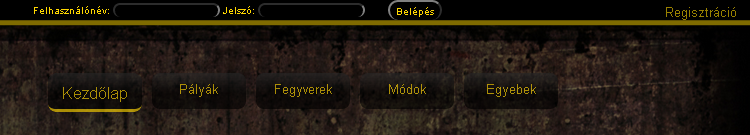 Felhasználónév: Jelszó: Belépés Regisztráció
Kezdőlap Pályák Fegyverek Módok Egyebek